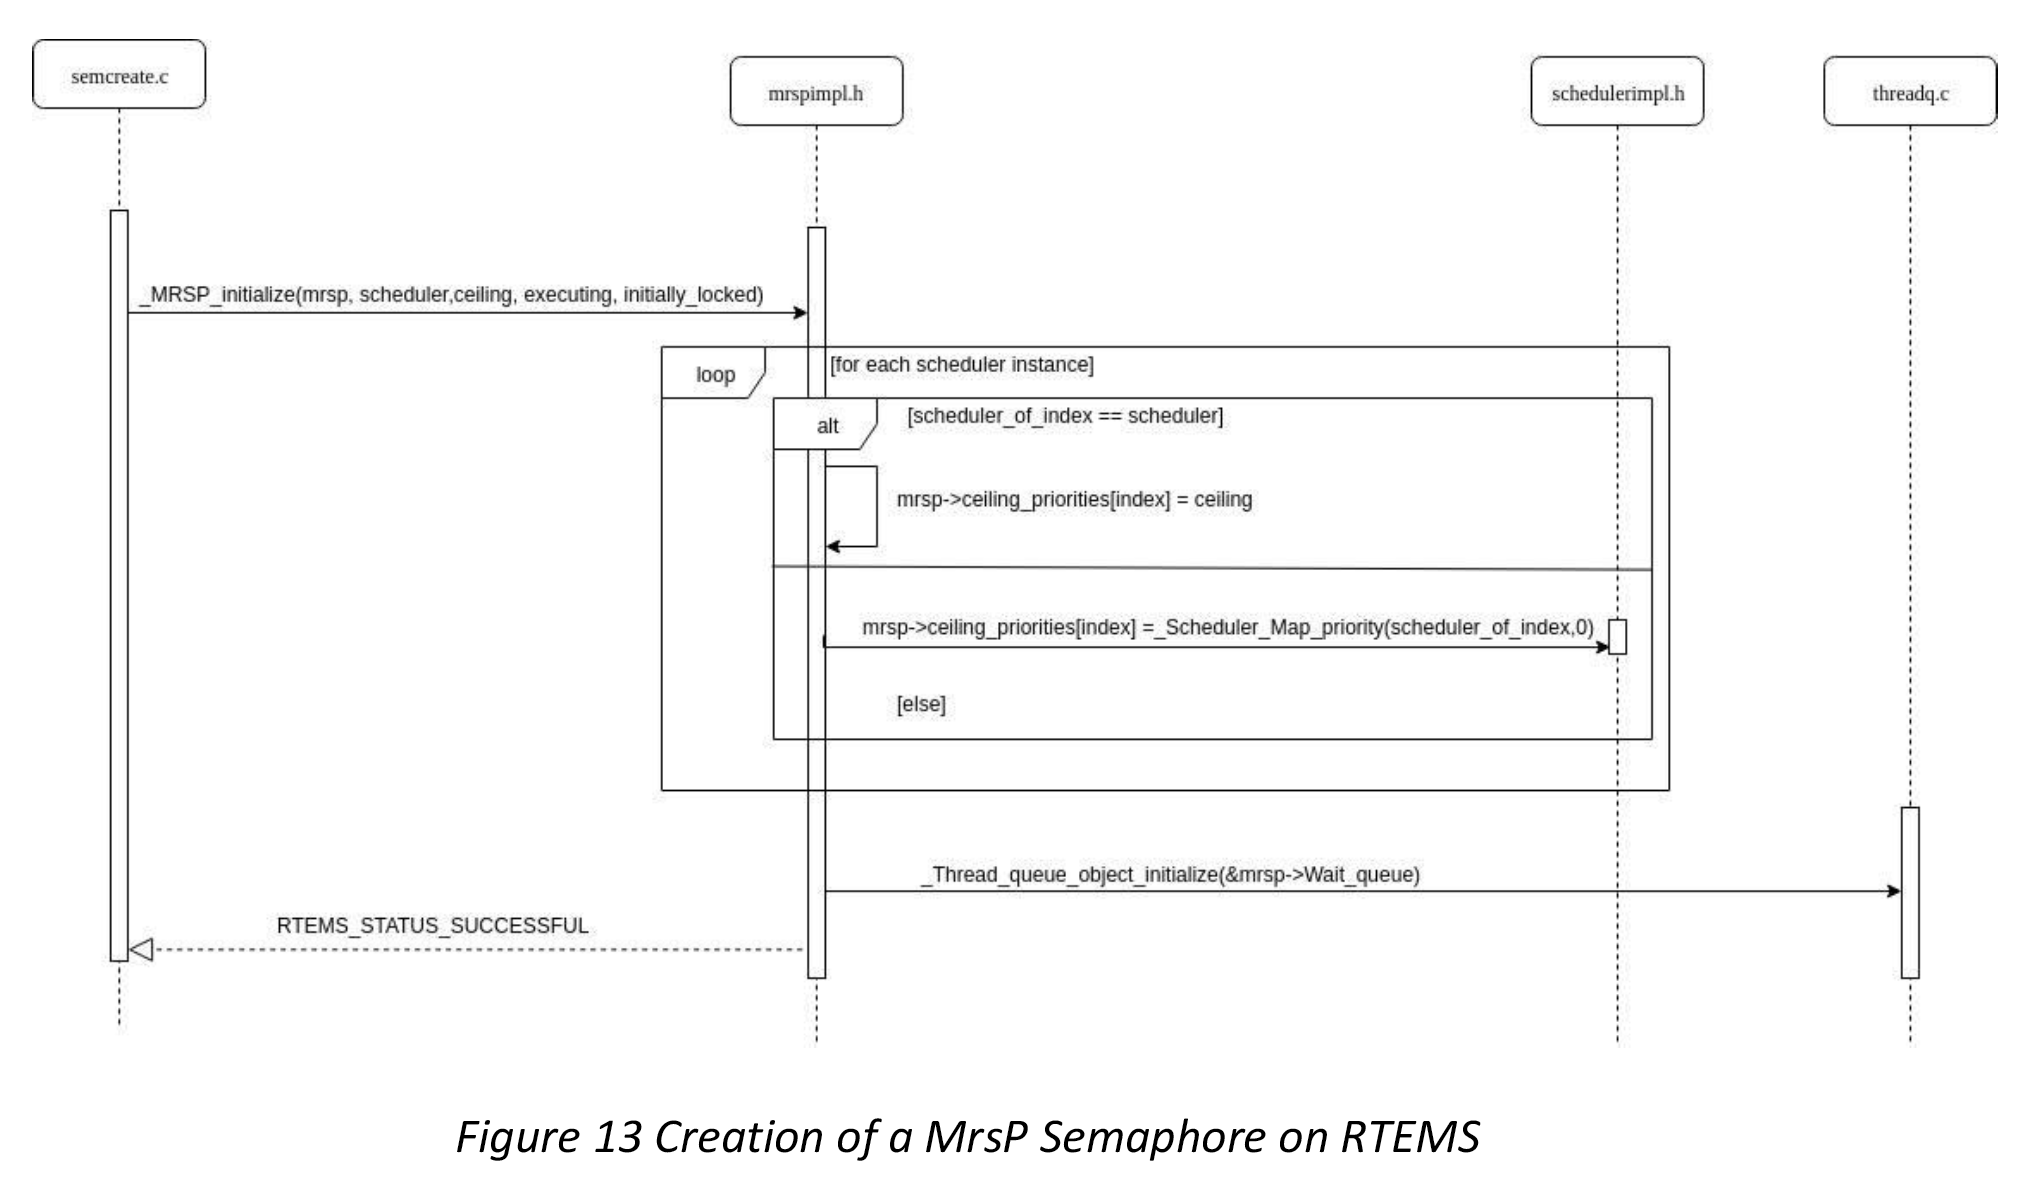 semcreate.c
mrspimpl.h
schedulerimpl.h
threadq.c
_MRSP_initialize(mrsp, scheduler,ceiling, executing, initially_locked)
loop
[for each scheduler instance]
alt
[scheduler_of_index == scheduler]
mrsp->ceiling_priorities[index] = ceiling
mrsp->ceiling_priorities[index] =_Scheduler_Map_priority(scheduler_of_index,0)
[else]
_Thread_queue_object_initialize(&mrsp->Wait_queue)
RTEMS_STATUS_SUCCESSFUL
Figure 13 Creation of a MrsP Semaphore on RTEMS